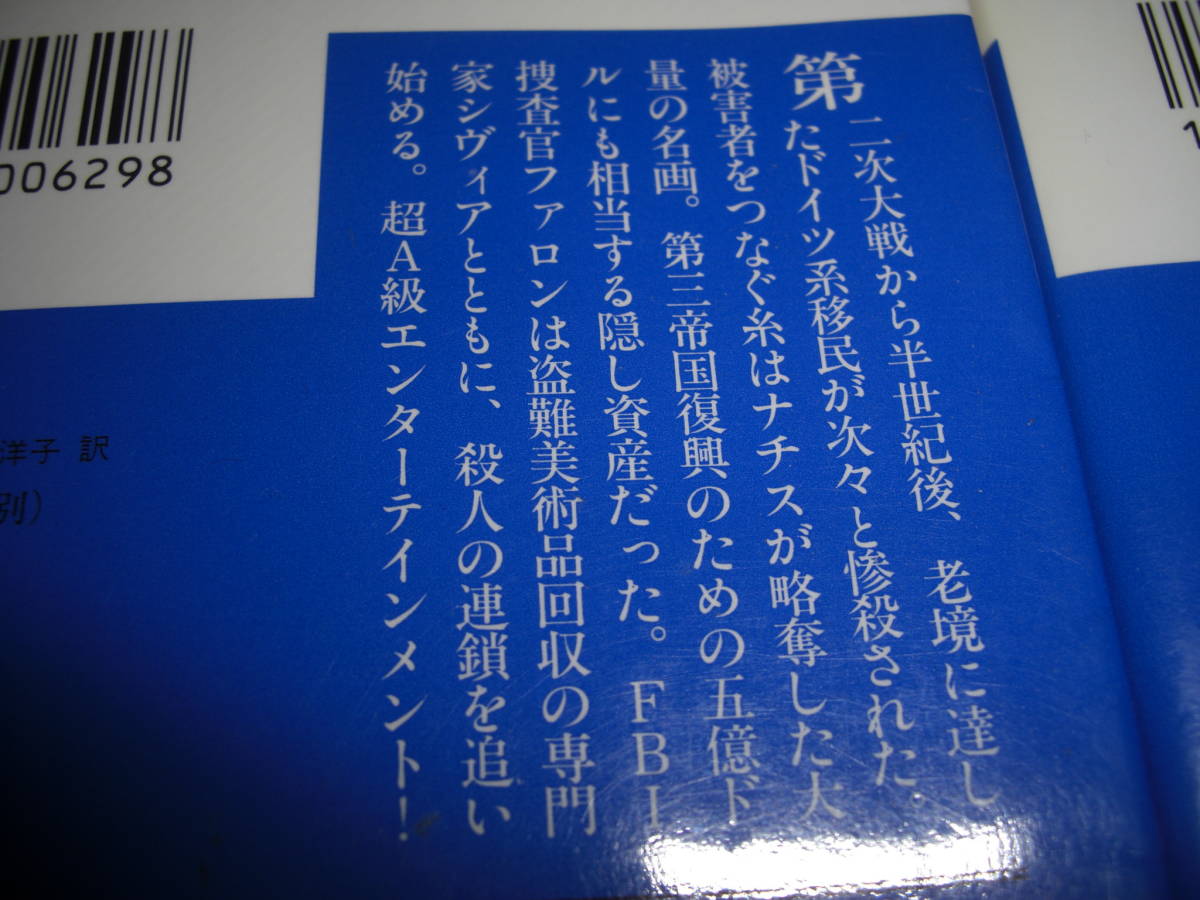 第二次大戦から半世紀後、老境に達し
たドイツ系移民が次々と惨殺された
被害者をつなぐ糸はナチスが略奪した大
量の名画。第三帝国復興のための五億ド
ルにも相当する隠し資産だった。FBI
捜査官ファロンは盗難美術品回収の専門
家シヴィアとともに、殺人の連鎖を追い
始める。超A級エンターテインメント!
006298
洋子 訳
別)
1